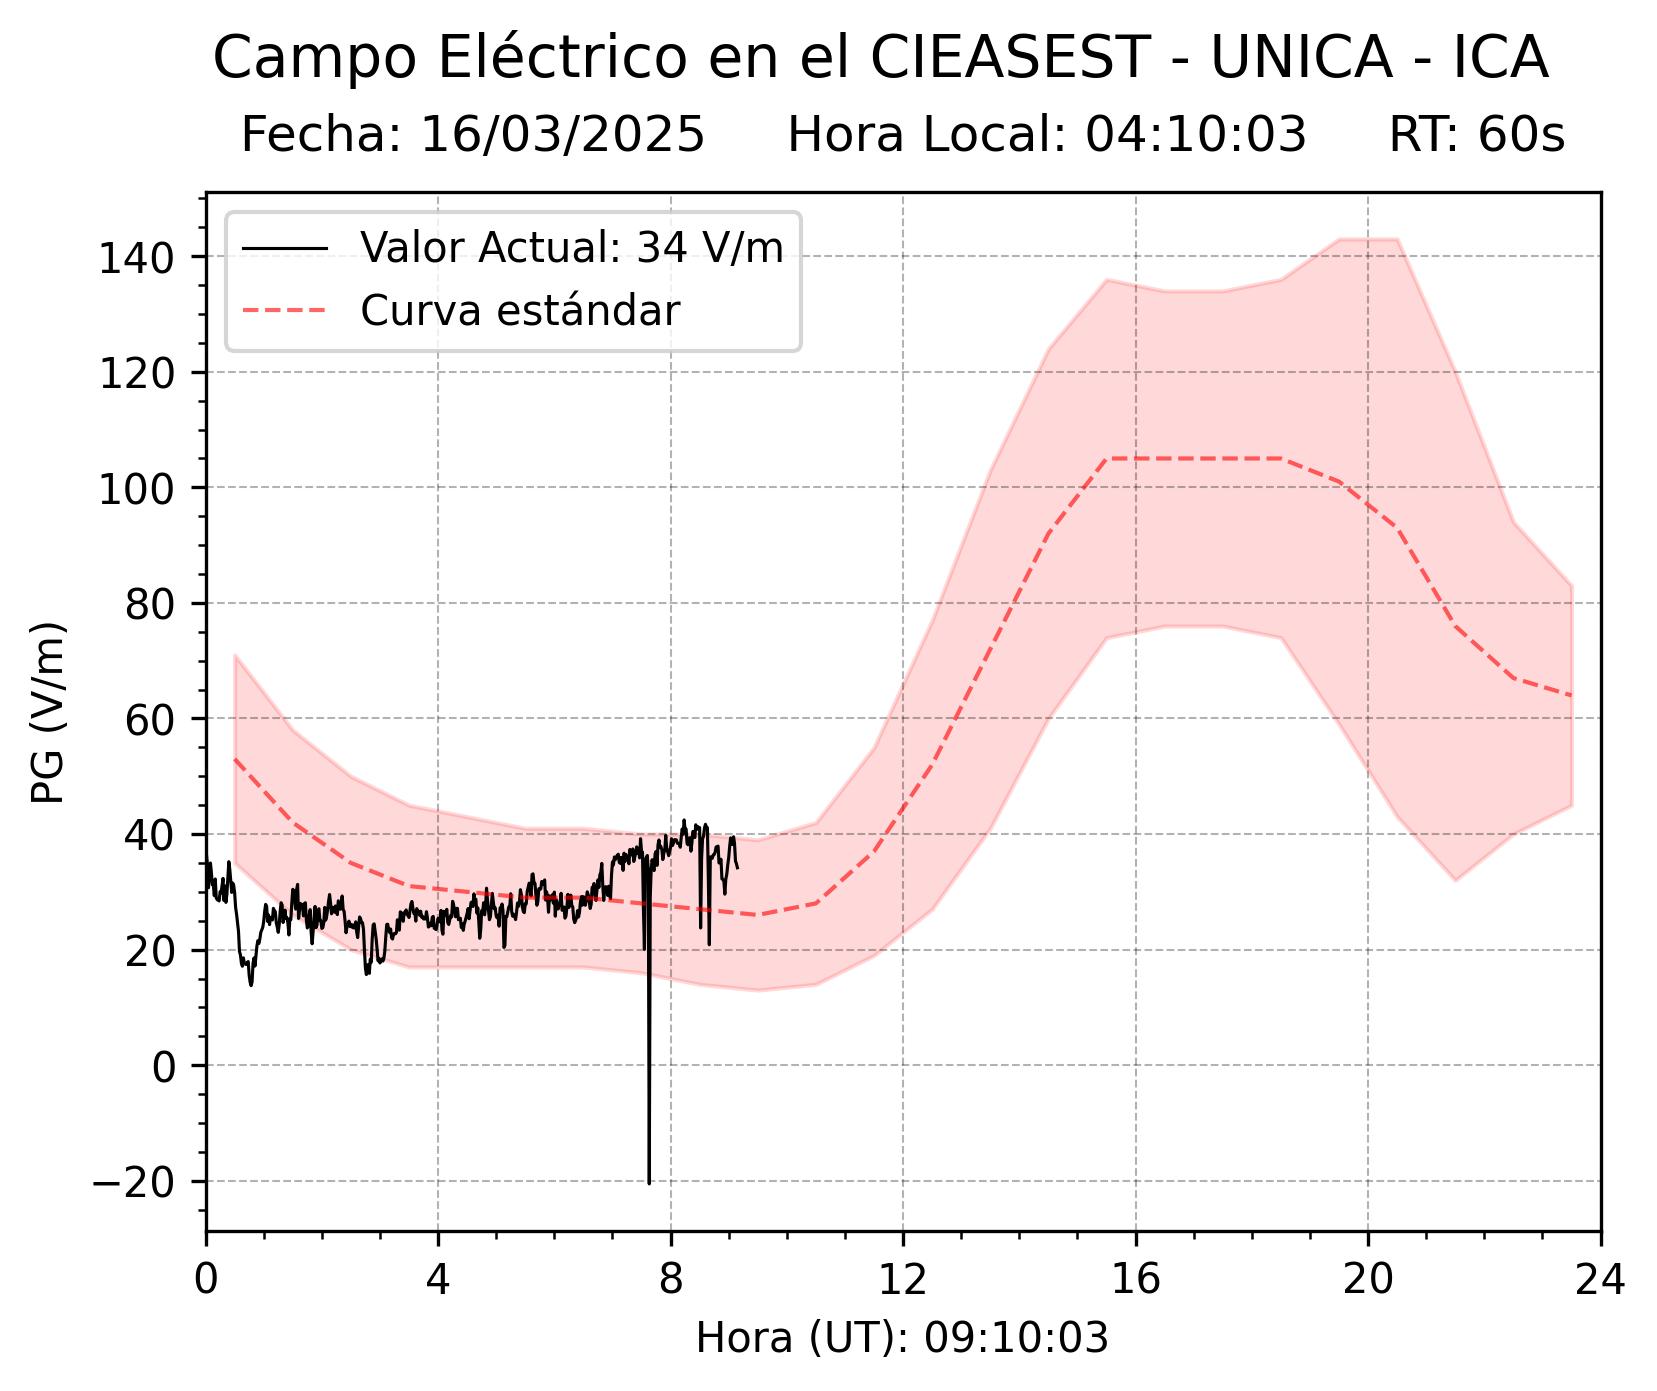 Campo Eléctrico en el CIEASEST - UNICA - ICA
Fecha: 16/03/2025 Hora Local: 04:10:03 RT: 60s
Valor Actual: 34 V/m
Curva estándar
140
120
100
80
60
40
20
0
−20
PG (V/m)
0 4 8 12 16 20 24
Hora (UT): 09:10:03